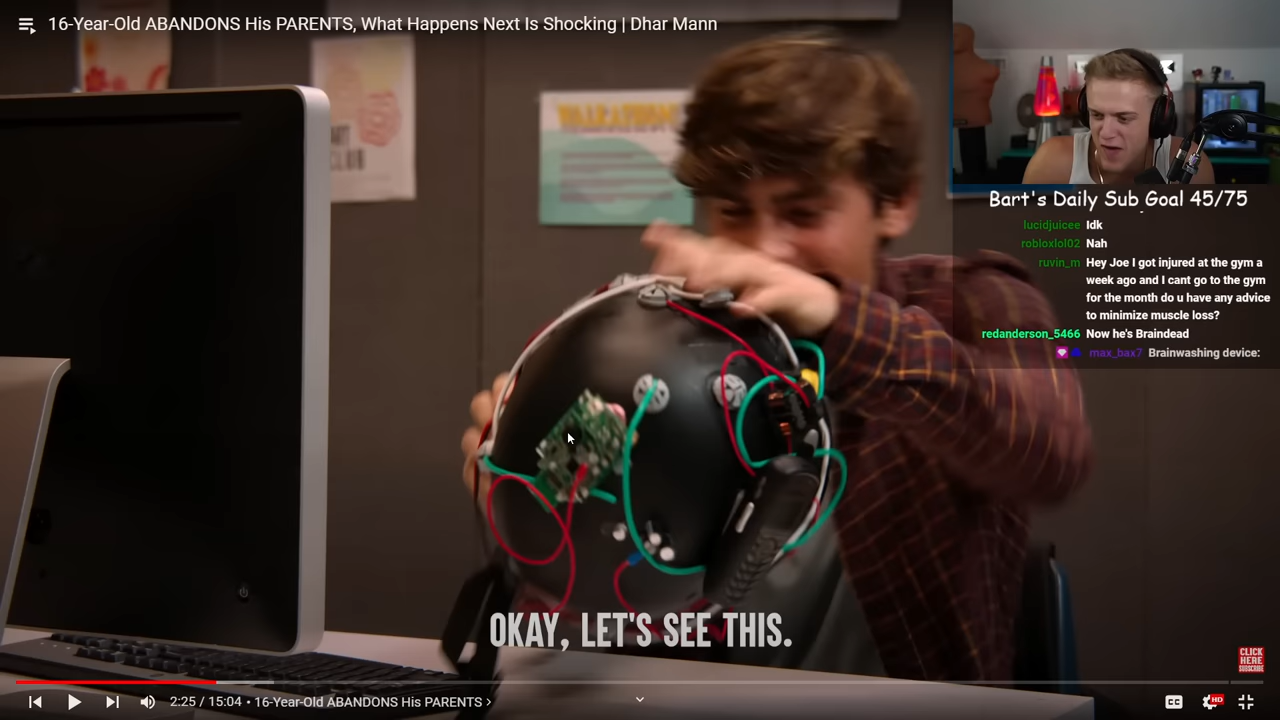 16-Year-Old ABANDONS His PARENTS, What Happens Next Is Shocking | Dhar Mann
WALKATHON
Bart's Daily Sub Goal 45/75
lucidjuicee Idk
robloxlol02 Nah
ruvin_m Hey Joe I got injured at the gym a
week ago and I cant go to the gym
for the month do u have any advice
to minimize muscle loss?
redanderson_5466 Now he's Braindead
max_bax7 Brainwashing device:
OKAY, LET'S SEE THIS.
CLICK
HERE
SUBSCRIBE
2:25 / 15:04 • 16-Year-Old ABANDONS His PARENTS >
CC
HD